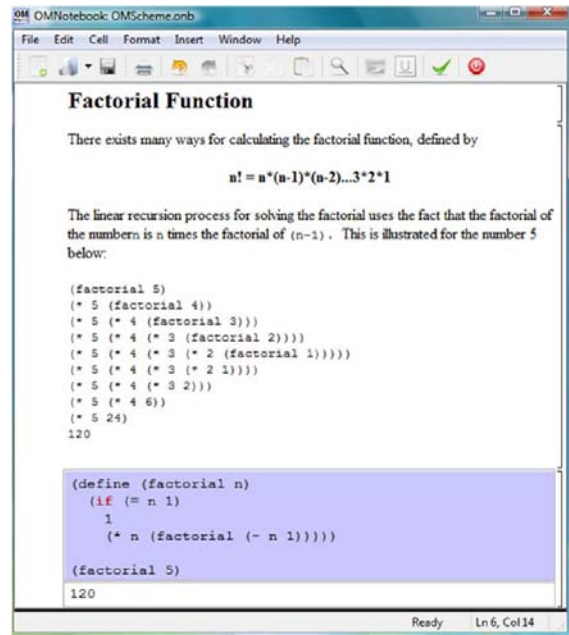 OMNotebook: OMScheme.onb
File Edit Cell Format Insert Window Help
Factorial Function
There exists many ways for calculating the factorial function, defined by
n! = n*(n-1)*(n-2)...3*2*1
The linear recursion process for solving the factorial uses the fact that the factorial of
the numbern is n times the factorial of (n-1). This is illustrated for the number 5
below:
(factorial 5)
(* 5 (factorial 4))
(* 5 (* 4 (factorial 3)))
(* 5 (* 4 (* 3 (factorial 2))))
(* 5 (* 4 (* 3 (* 2 (factorial 1)))))
(* 5 (* 4 (* 3 (* 2 1))))
(* 5 (* 4 (* 3 2)))
(* 5 (* 4 6))
(* 5 24)
120
(define (factorial n)
(if (= n 1)
1
(* n (factorial (- n 1)))))
(factorial 5)
120
Ready Ln 6, Col 14